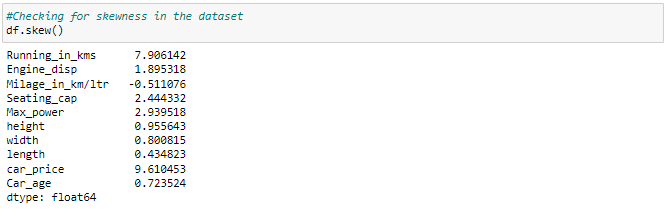 #Checking for skewness in the dataset
df.skew()
Running_in_kms 7.906142
Engine_disp 1.895318
Milage_in_km/ltr -0.511076
Seating_cap 2.444332
Max_power 2.939518
height 0.955643
width 0.800815
length 0.434823
car_price 9.610453
Car_age 0.723524
dtype: float64